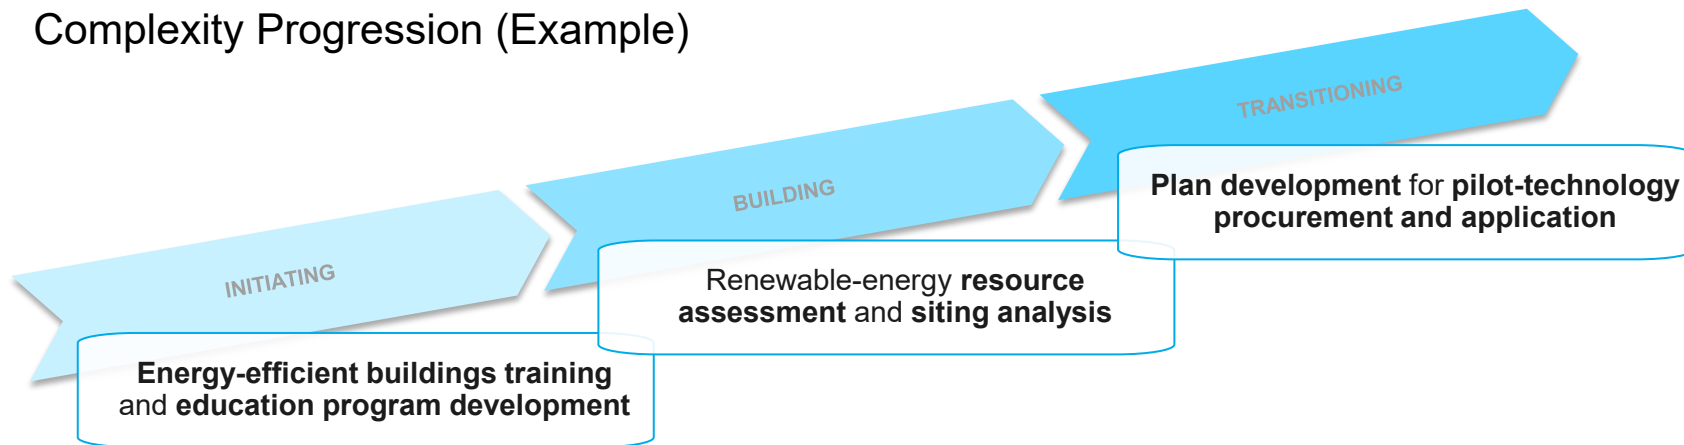 Complexity Progression (Example)
TRANSITIONING
BUILDING
INITIATING
Plan development for pilot-technology
procurement and application
Renewable-energy resource
assessment and siting analysis
Energy-efficient buildings training
and education program development